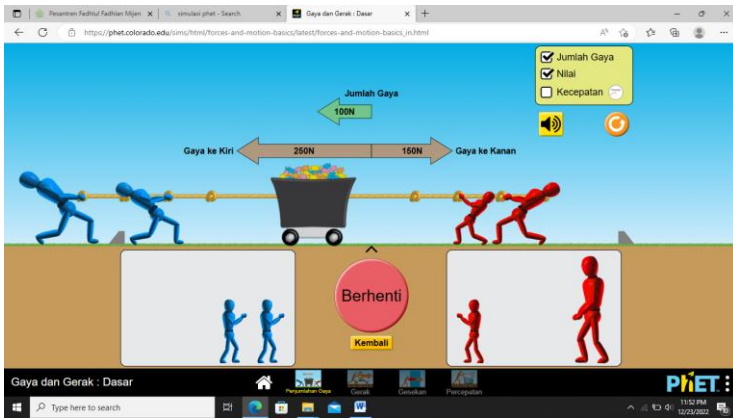 Pesantren Fadhlul Fadhlan Mijen
simulasi phet - Search
Gaya dan Gerak : Dasar
https://phet.colorado.edu/sims/html/forces-and-motion-basics/latest/forces-and-motion-basics_in.html
Jumlah Gaya
Nilai
Kecepatan
Jumlah Gaya
100N
Gaya ke Kiri
250N
150N
Gaya ke Kanan
Berhenti
Kembali
Gaya dan Gerak : Dasar
Penjumlahan Gaya
Gerak
Gesekan
Percepatan
PhET
Type here to search
11:52 PM
12/23/2022